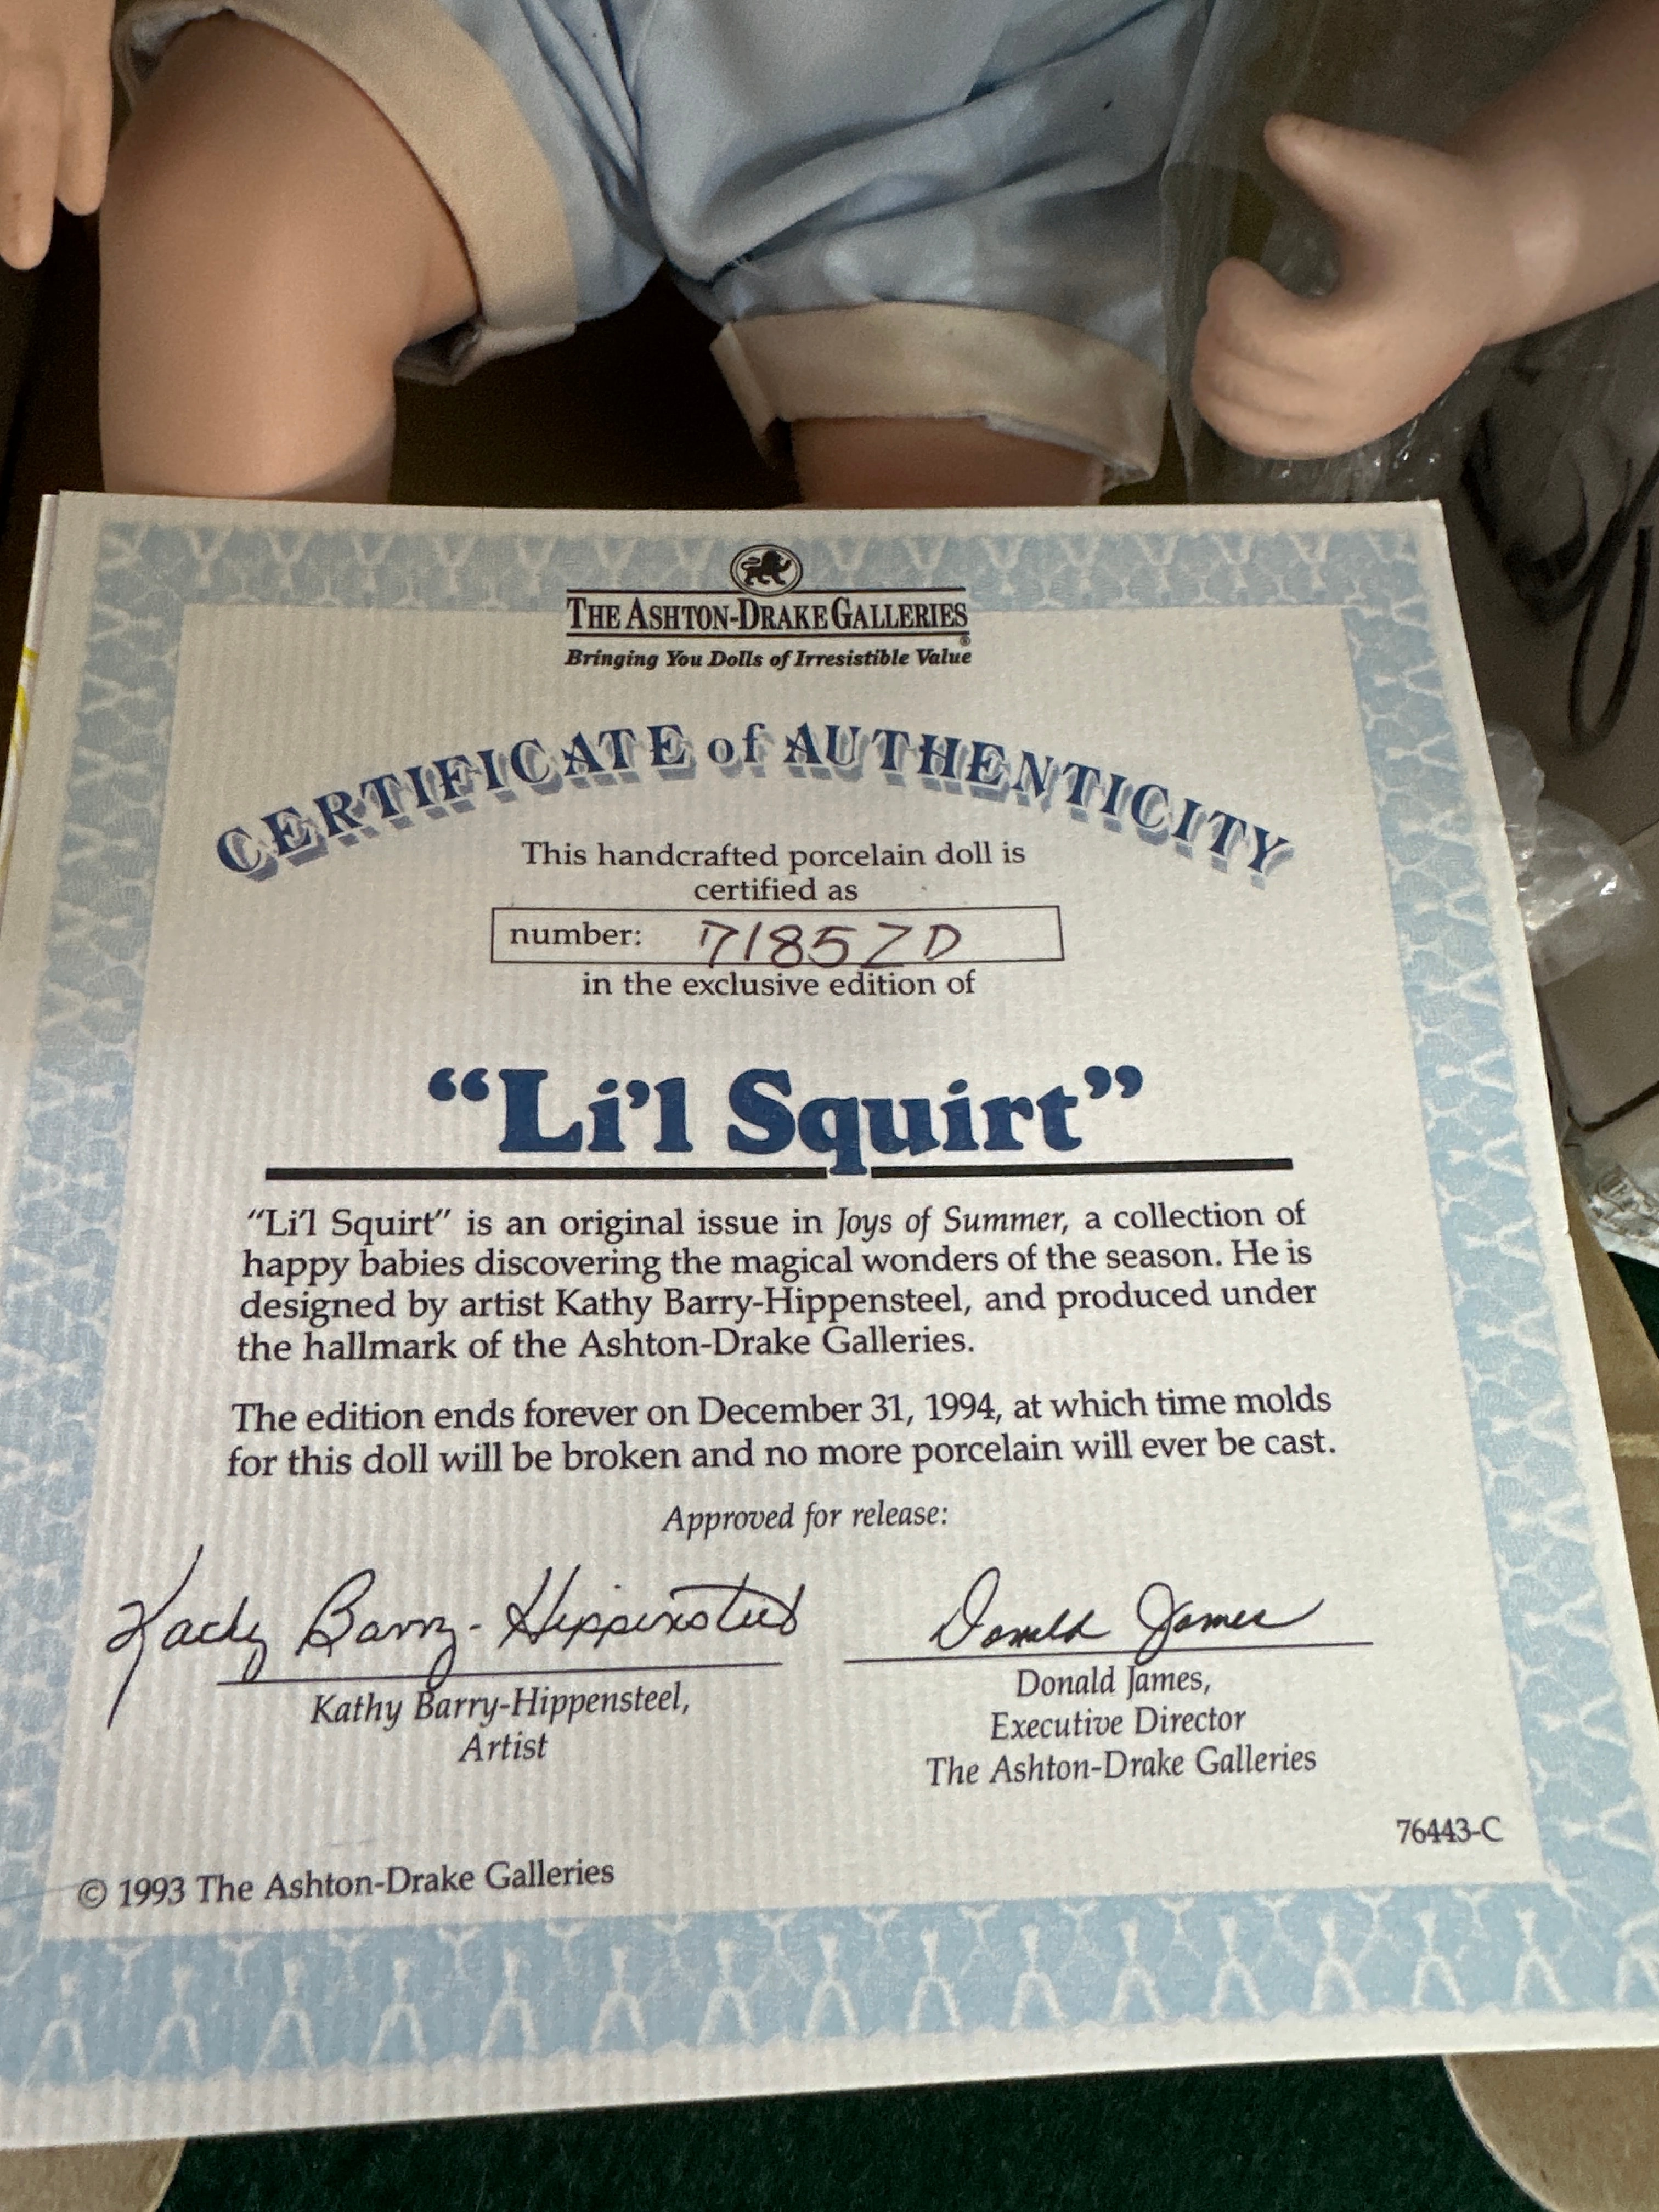 THE ASHTON-DRAKE GALLERIES
®
Bringing You Dolls of Irresistible Value
CERTIFICATE of AUTHENTICITY
This handcrafted porcelain doll is
certified as
number: 7185ZD
in the exclusive edition of
“Li’l Squirt”
“Li’l Squirt” is an original issue in Joys of Summer, a collection of
happy babies discovering the magical wonders of the season. He is
designed by artist Kathy Barry-Hippensteel, and produced under
the hallmark of the Ashton-Drake Galleries.
The edition ends forever on December 31, 1994, at which time molds
for this doll will be broken and no more porcelain will ever be cast.
Approved for release:
Kathy Barry-Hippensteel Donald James
Kathy Barry-Hippensteel,
Artist
Donald James,
Executive Director
The Ashton-Drake Galleries
76443-C
© 1993 The Ashton-Drake Galleries